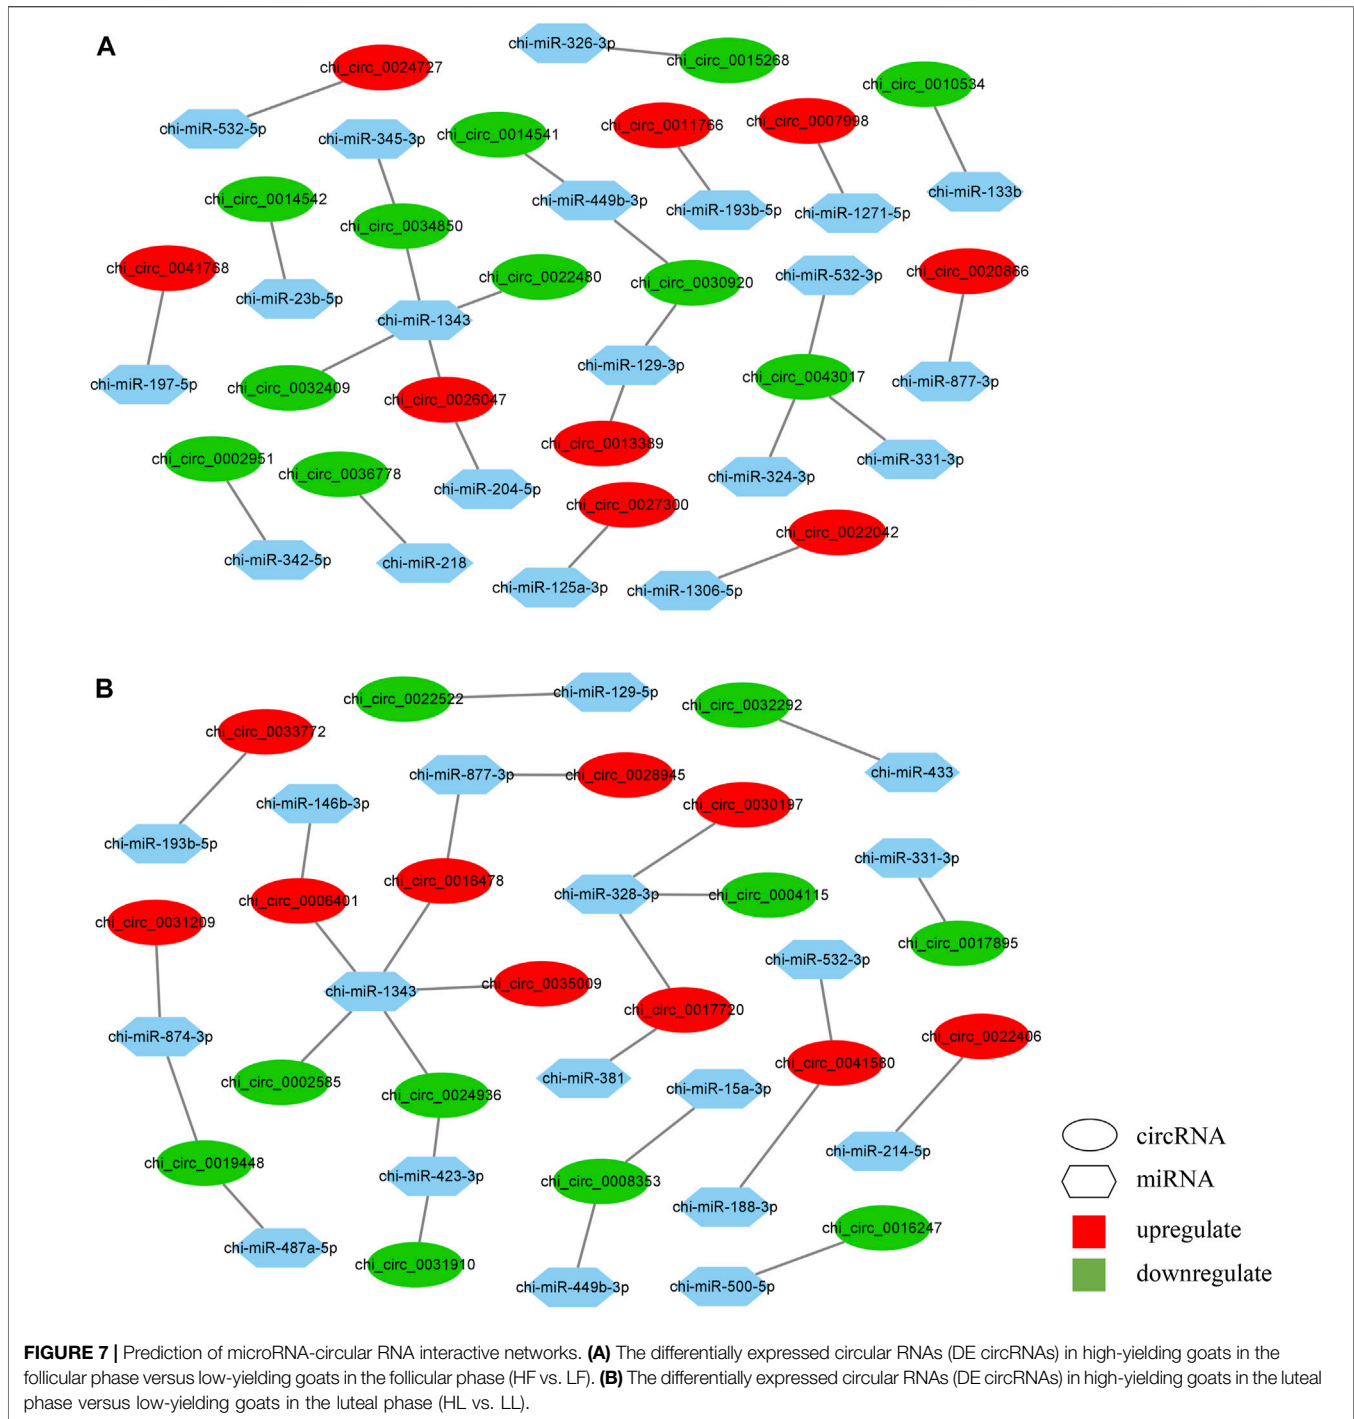 A
chi-miR-326-3p
chi_circ_0015268
chi_circ_0024727
chi_circ_0010534
chi-miR-532-5p
chi-miR-345-3p
chi_circ_0014541
chi_circ_0011766
chi_circ_0007998
chi_circ_0014542
chi-miR-449b-3p
chi-miR-193b-5p
chi-miR-1271-5p
chi-miR-133b
chi_circ_0034850
chi_circ_0041768
chi_circ_0022480
chi_circ_0030920
chi-miR-532-3p
chi_circ_0020866
chi-miR-23b-5p
chi-miR-1343
chi-miR-129-3p
chi-miR-197-5p
chi_circ_0032409
chi_circ_0026047
chi_circ_0043017
chi-miR-877-3p
chi_circ_0013389
chi_circ_0002951
chi_circ_0036778
chi-miR-204-5p
chi-miR-324-3p
chi-miR-331-3p
chi_circ_0027300
chi_circ_0022042
chi-miR-342-5p
chi-miR-218
chi-miR-125a-3p
chi-miR-1306-5p
B
chi_circ_0022522
chi-miR-129-5p
chi_circ_0032292
chi_circ_0033772
chi-miR-877-3p
chi_circ_0028945
chi-miR-433
chi-miR-146b-3p
chi_circ_0030197
chi-miR-193b-5p
chi-miR-331-3p
chi_circ_0006401
chi_circ_0016478
chi-miR-328-3p
chi_circ_0004115
chi_circ_0031209
chi_circ_0017895
chi-miR-532-3p
chi-miR-1343
chi_circ_0035009
chi_circ_0017720
chi-miR-874-3p
chi_circ_0022406
chi_circ_0041580
chi_circ_0002585
chi_circ_0024936
chi-miR-381
chi-miR-15a-3p
circRNA
chi_circ_0019448
chi-miR-423-3p
chi_circ_0008353
chi-miR-214-5p
miRNA
chi-miR-188-3p
chi_circ_0016247
upregulate
chi-miR-487a-5p
chi_circ_0031910
chi-miR-449b-3p
chi-miR-500-5p
downregulate
FIGURE 7 | Prediction of microRNA-circular RNA interactive networks. (A) The differentially expressed circular RNAs (DE circRNAs) in high-yielding goats in the
follicular phase versus low-yielding goats in the follicular phase (HF vs. LF). (B) The differentially expressed circular RNAs (DE circRNAs) in high-yielding goats in the luteal
phase versus low-yielding goats in the luteal phase (HL vs. LL).